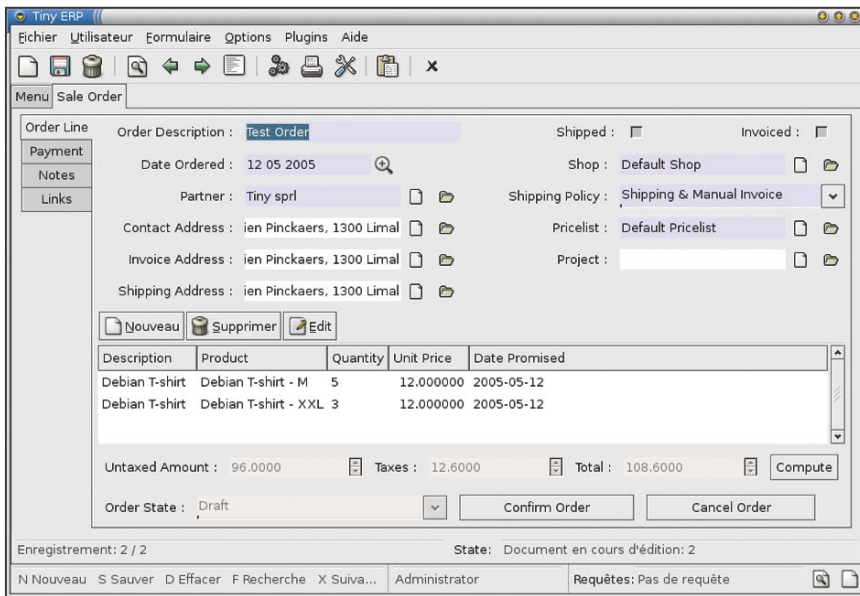 Tiny ERP
Fichier Utilisateur Formulaire Options Plugins Aide
Menu Sale Order
Order Line
Payment
Notes
Links
Order Description : Test Order Shipped : Invoiced :
Date Ordered : 12 05 2005 Shop : Default Shop
Partner : Tiny sprl Shipping Policy : Shipping & Manual Invoice
Contact Address : ien Pinckaers, 1300 Limal Pricelist : Default Pricelist
Invoice Address : ien Pinckaers, 1300 Limal Project :
Shipping Address : ien Pinckaers, 1300 Limal
Nouveau Supprimer Edit
Description Product Quantity Unit Price Date Promised
Debian T-shirt Debian T-shirt - M 5 12.000000 2005-05-12
Debian T-shirt Debian T-shirt - XXL 3 12.000000 2005-05-12
Untaxed Amount : 96.0000 Taxes : 12.6000 Total : 108.6000 Compute
Order State : Draft Confirm Order Cancel Order
Enregistrement: 2 / 2 State: Document en cours d'édition: 2
N Nouveau S Sauver D Effacer F Recherche X Suiva... Administrator Requêtes: Pas de requête